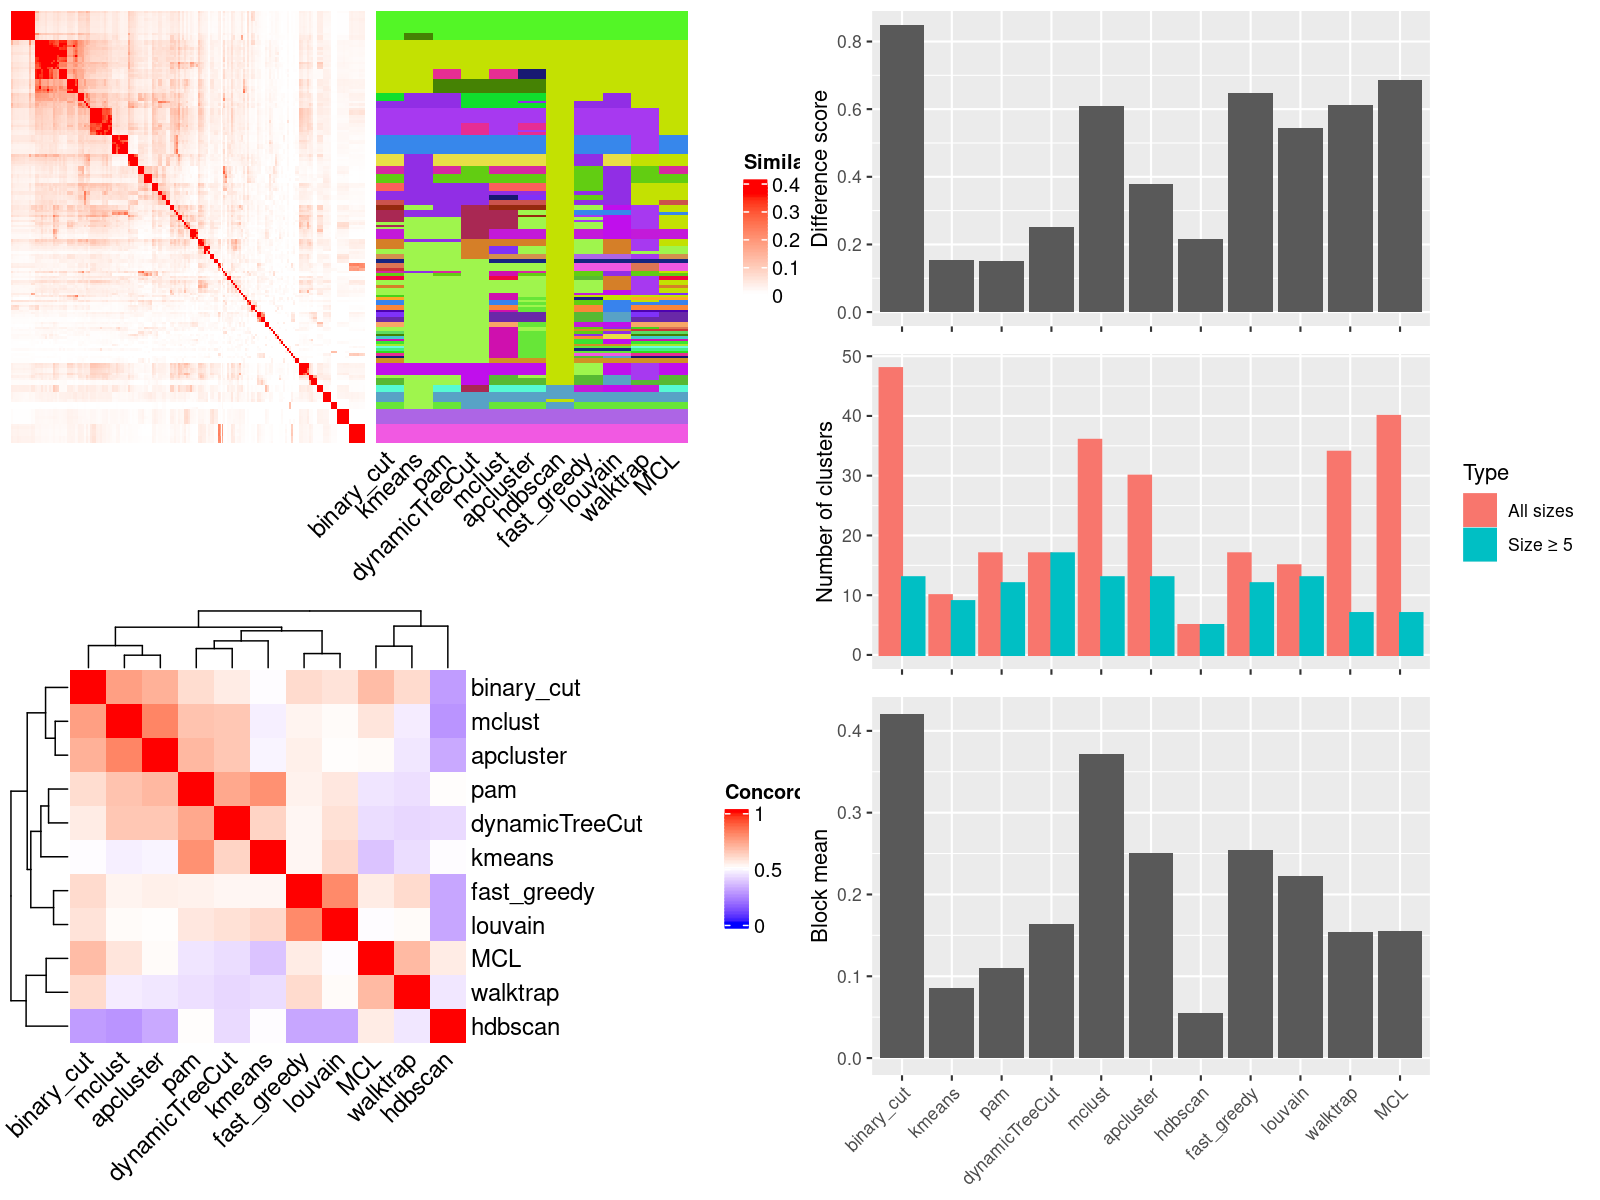 Simila
0.4
0.3
0.2
0.1
0
binary_cut
kmeans
pam
dynamicTreeCut
mclust
apcluster
hdbscan
fast_greedy
louvain
walktrap
MCL
binary_cut
mclust
apcluster
pam
dynamicTreeCut
kmeans
fast_greedy
louvain
MCL
walktrap
hdbscan
binary_cut
mclust
apcluster
pam
dynamicTreeCut
kmeans
fast_greedy
louvain
MCL
walktrap
hdbscan
Concord
1
0.5
0
Difference score
0.8
0.6
0.4
0.2
0.0
Number of clusters
50
40
30
20
10
0
Type
All sizes
Size ≥ 5
Block mean
0.4
0.3
0.2
0.1
0.0
binary_cut
kmeans
pam
dynamicTreeCut
mclust
apcluster
hdbscan
fast_greedy
louvain
walktrap
MCL